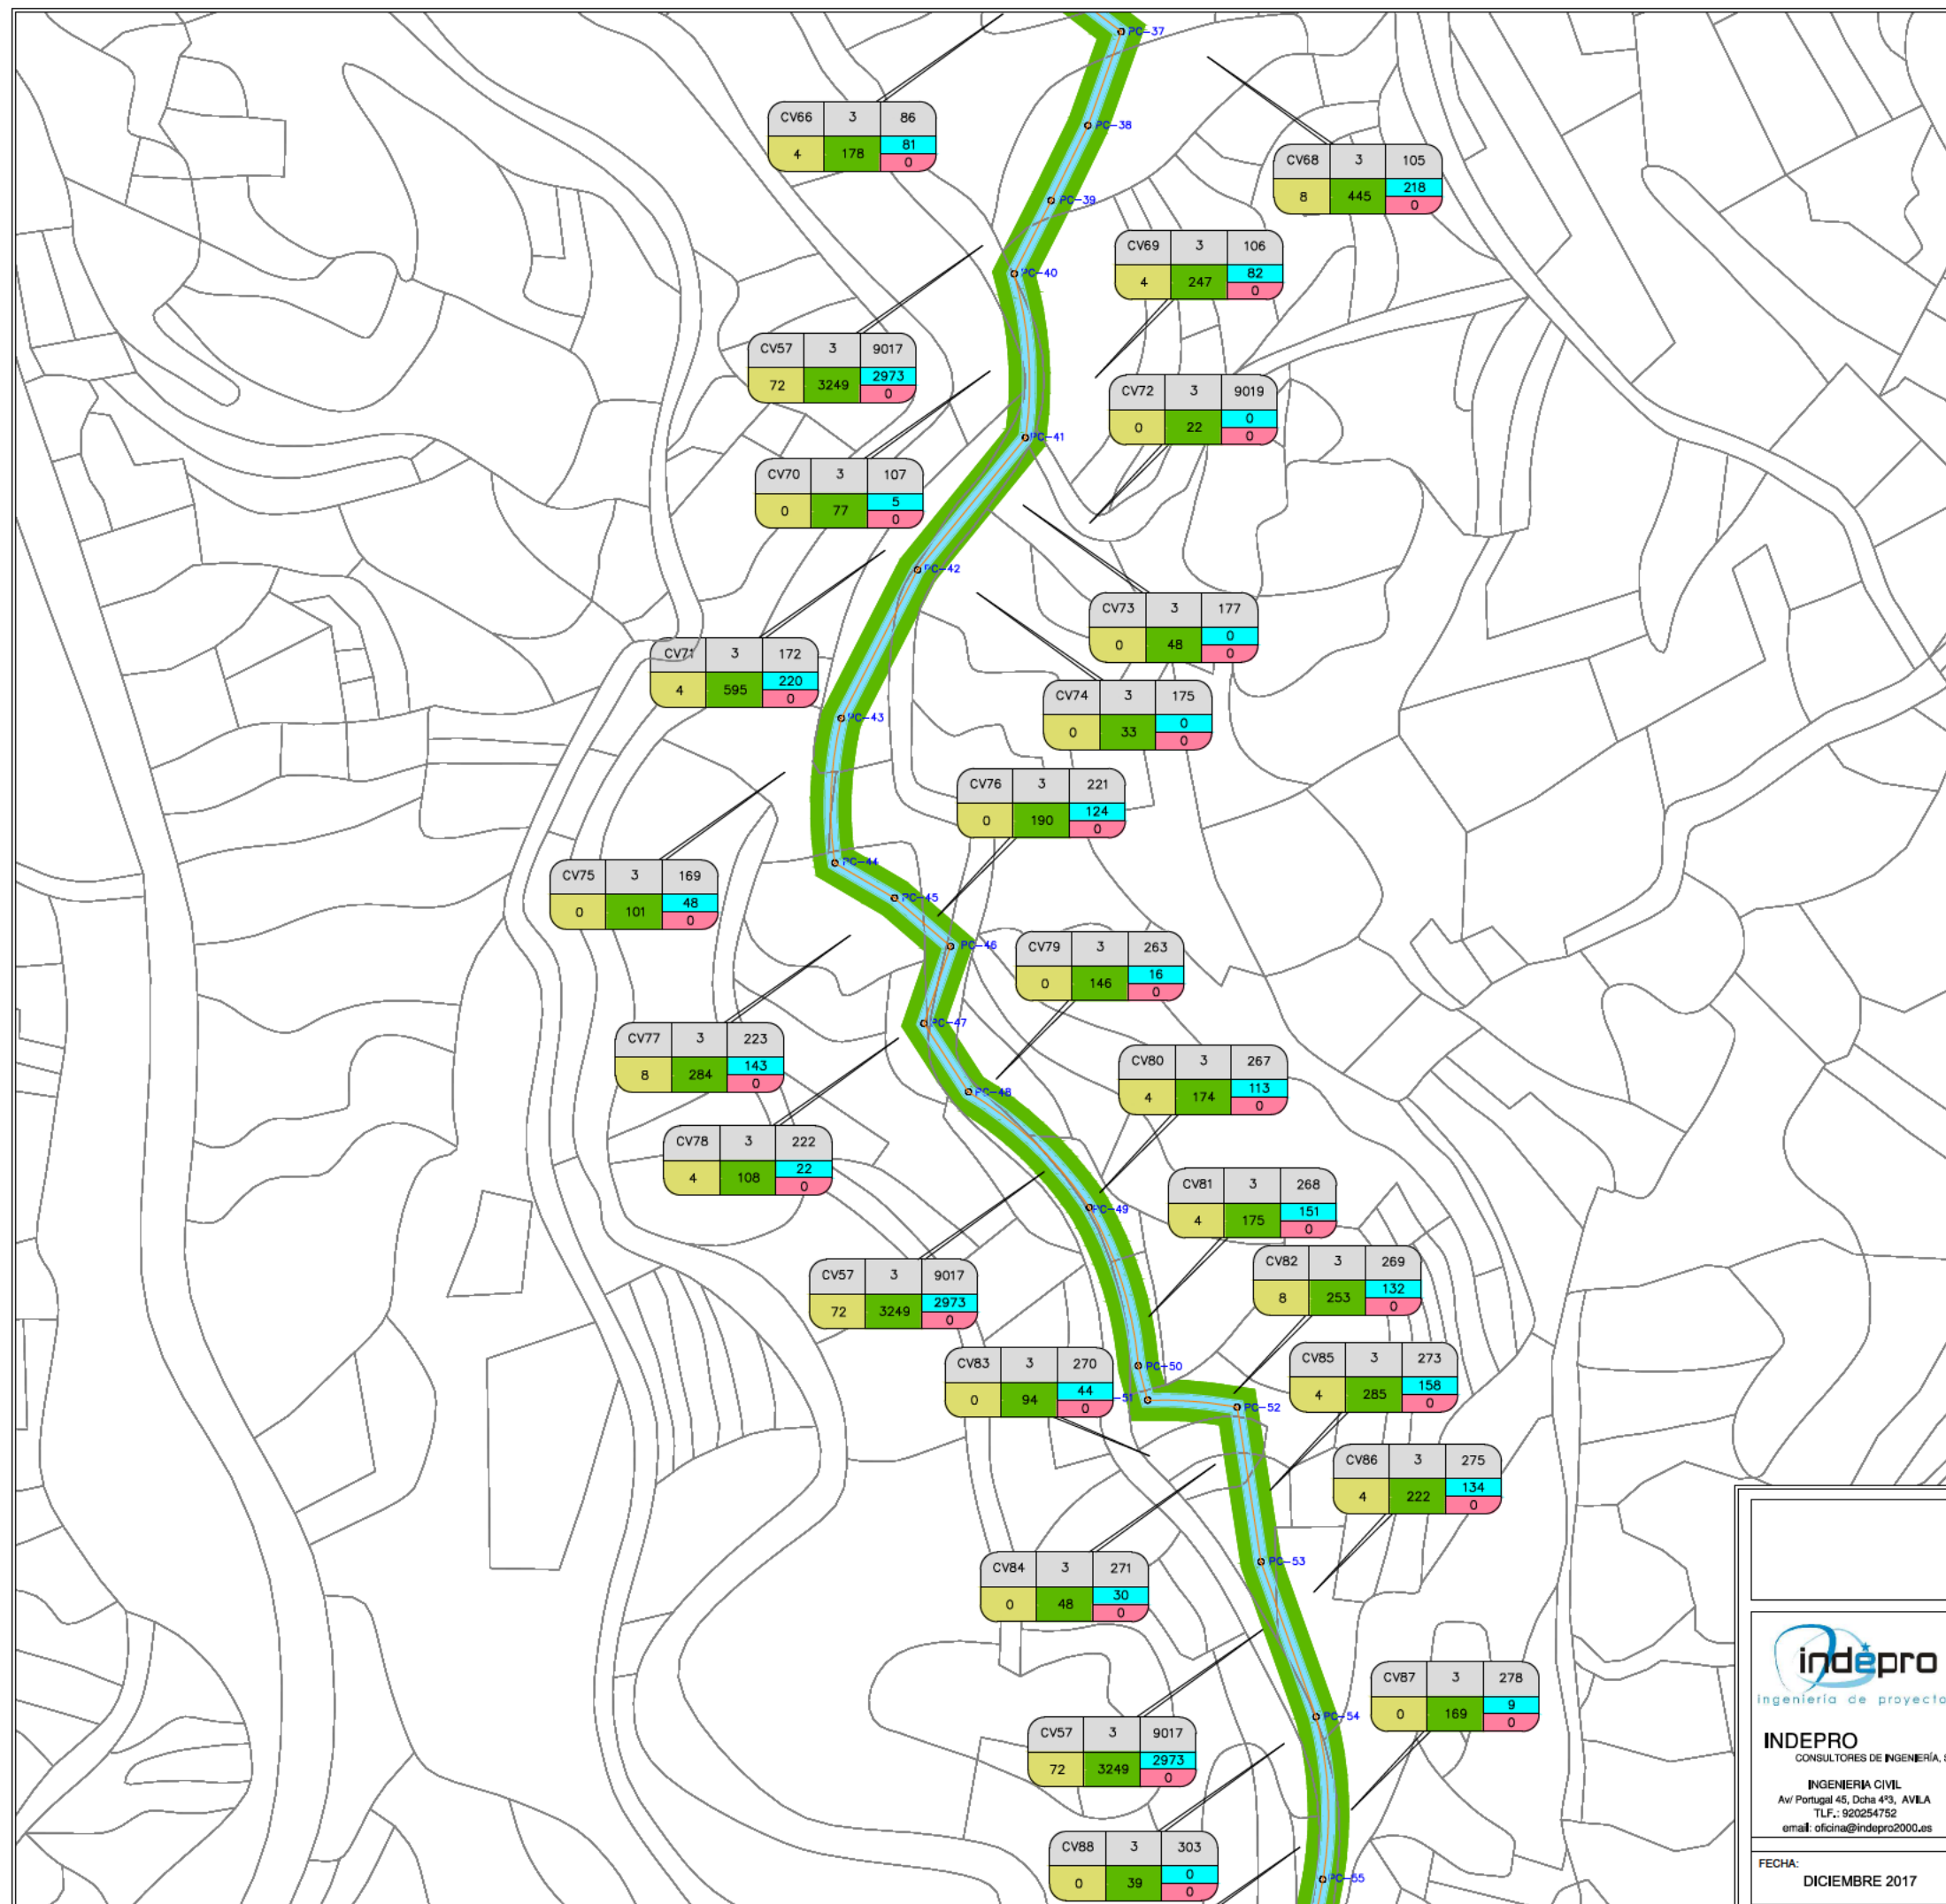 PC-37
CV66 3 86
4 178 81
0
PC-38
CV68 3 105
8 445 218
0
PC-39
CV69 3 106
4 247 82
0
PC-40
CV57 3 9017
72 3249 2973
0
CV72 3 9019
0 22 0
0
PC-41
CV70 3 107
0 77 5
0
PC-42
CV73 3 177
0 48 0
0
CV71 3 172
4 595 220
0
CV74 3 175
0 33 0
0
PC-43
CV76 3 221
0 190 124
0
PC-44
CV75 3 169
0 101 48
0
PC-45
PC-46
CV79 3 263
0 146 16
0
PC-47
CV77 3 223
8 284 143
0
CV80 3 267
4 174 113
0
PC-48
CV78 3 222
4 108 22
0
CV81 3 268
4 175 151
0
PC-49
CV82 3 269
8 253 132
0
CV57 3 9017
72 3249 2973
0
CV85 3 273
4 285 158
0
PC-50
CV83 3 270
0 94 44
0
-51
PC-52
CV86 3 275
4 222 134
0
PC-53
CV84 3 271
0 48 30
0
CV87 3 278
0 169 9
0
PC-54
CV57 3 9017
72 3249 2973
0
CV88 3 303
0 39 0
0
PC-55
indepro
ingeniería de proyecto
INDEPRO
CONSULTORES DE INGENIERÍA, S
INGENIERIA CIVIL
Av/ Portugal 45, Dcha 4º3, AVILA
TLF.: 920254752
email: oficina@indepro2000.es
FECHA:
DICIEMBRE 2017